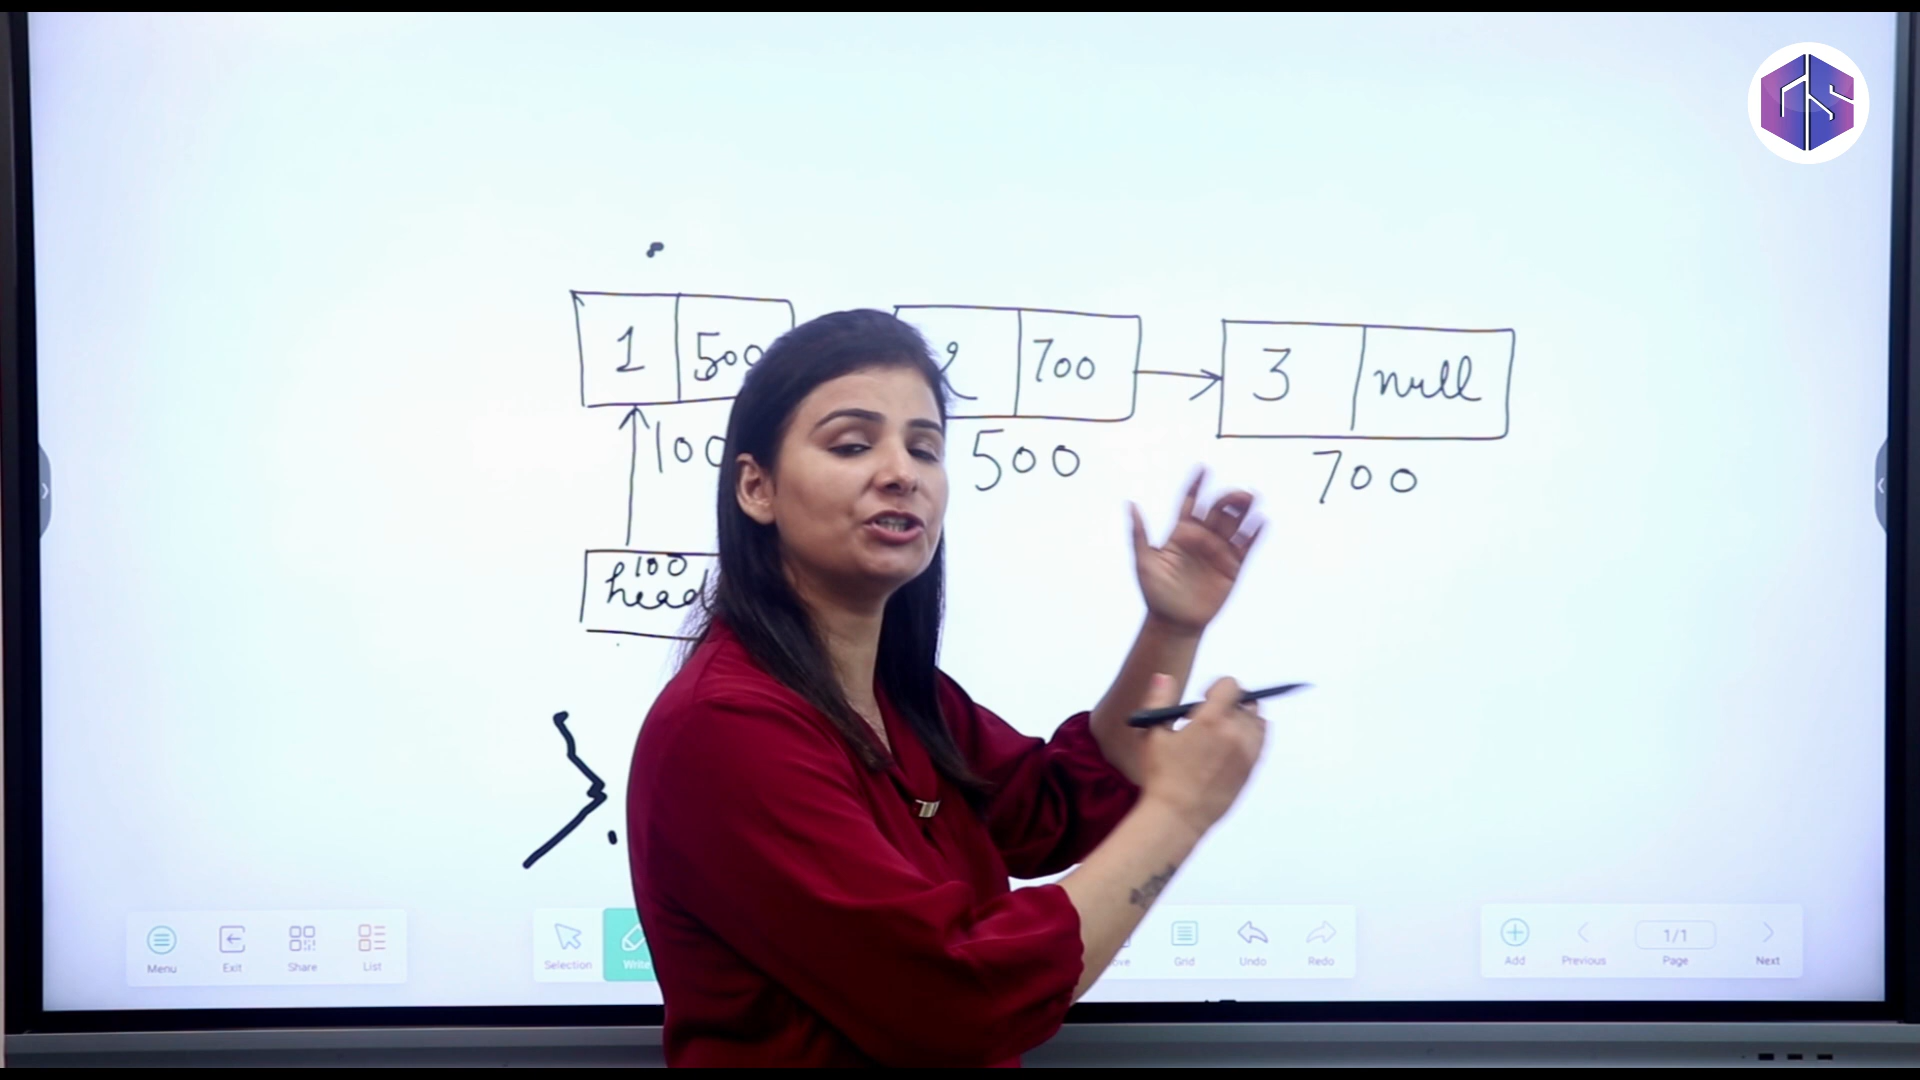 1 500 2 700 3 null
100 500 700
100
head
Menu Exit Share List Selection Write Grid Undo Redo Add Previous 1/1 Page Next